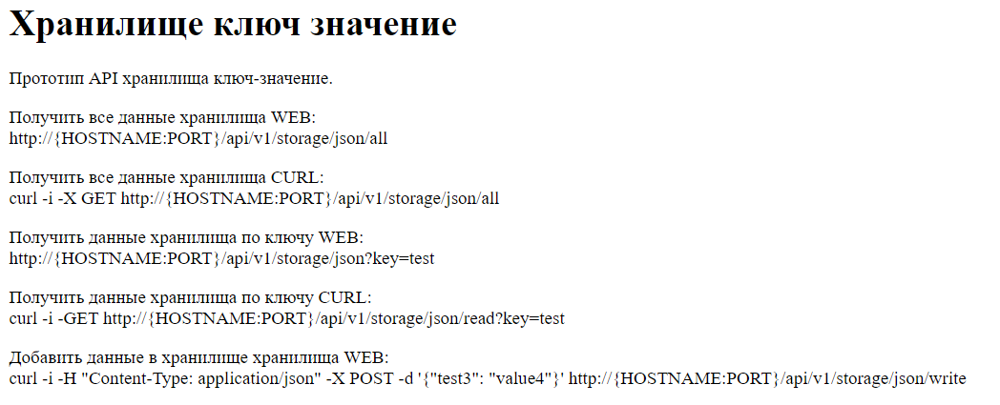 Хранилище ключ значение
Прототип API хранилища ключ-значение.
Получить все данные хранилища WEB:
http://{HOSTNAME:PORT}/api/v1/storage/json/all
Получить все данные хранилища CURL:
curl -i -X GET http://{HOSTNAME:PORT}/api/v1/storage/json/all
Получить данные хранилища по ключу WEB:
http://{HOSTNAME:PORT}/api/v1/storage/json?key=test
Получить данные хранилища по ключу CURL:
curl -i -GET http://{HOSTNAME:PORT}/api/v1/storage/json/read?key=test
Добавить данные в хранилище хранилища WEB:
curl -i -H "Content-Type: application/json" -X POST -d '{"test3": "value4"}' http://{HOSTNAME:PORT}/api/v1/storage/json/write